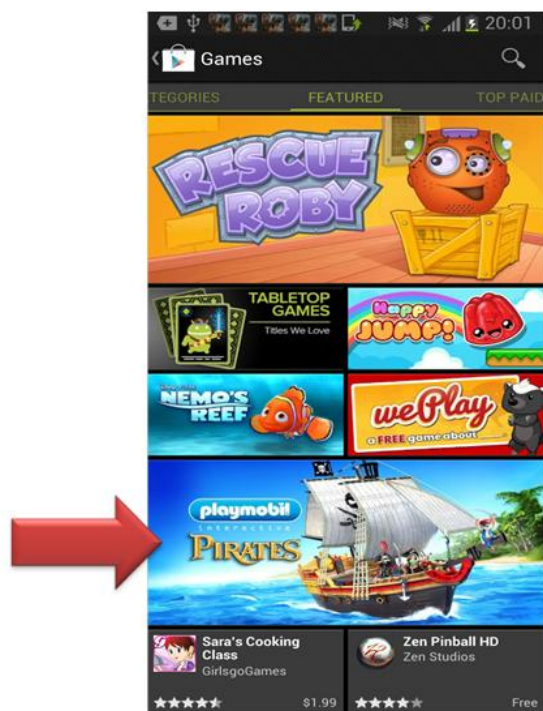 20:01
Games
TEGORIES FEATURED TOP PAID
RESCUE
ROBY
TABLETOP
GAMES
Titles We Love
Happy
JUMP!
NEMO'S
REEF
wePlay
a FREE game about
playmobil
interactive
PIRATES
Sara's Cooking
Class
GirlsgoGames
$1.99
Zen Pinball HD
Zen Studios
Free